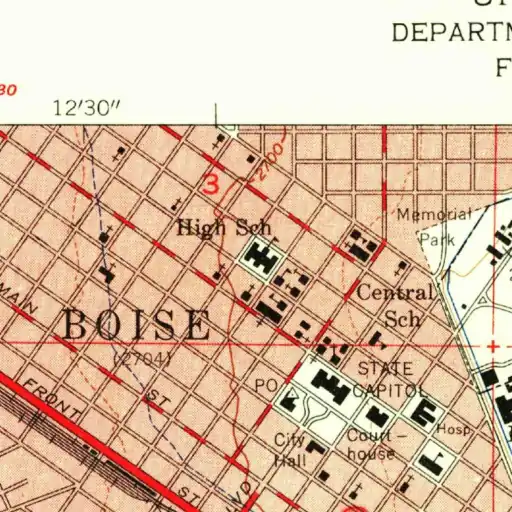 DEPARTM
F
30
12'30"
2700
3
Memorial
Park
High Sch
Central
Sch
MAIN
BOISE
(2704)
STATE
CAPITOL
FRONT
ST
PO
City
Hall
Court-
house
Hosp
ST